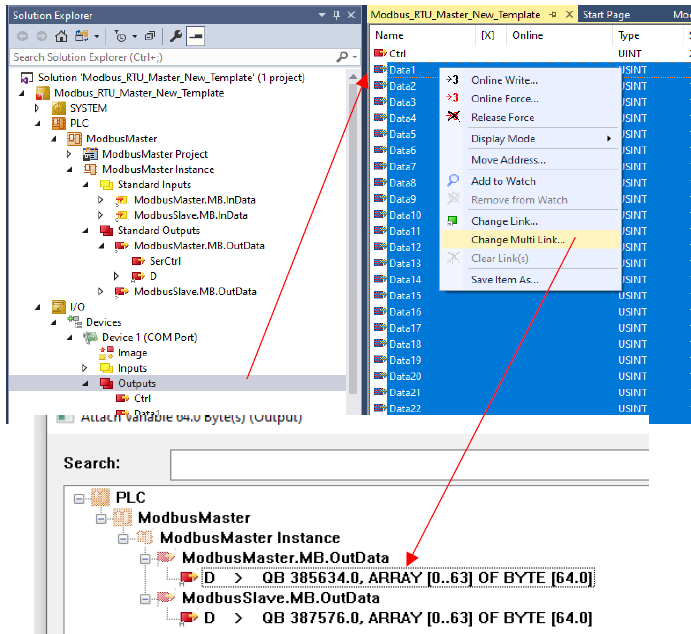 Solution Explorer
Search Solution Explorer (Ctrl+;)
Solution 'Modbus_RTU_Master_New_Template' (1 project)
Modbus_RTU_Master_New_Template
SYSTEM
PLC
ModbusMaster
ModbusMaster Project
ModbusMaster Instance
Standard Inputs
ModbusMaster.MB.InData
ModbusSlave.MB.InData
Standard Outputs
ModbusMaster.MB.OutData
SerCtrl
D
ModbusSlave.MB.OutData
I/O
Devices
Device 1 (COM Port)
Image
Inputs
Outputs
Ctrl
Data1
Modbus_RTU_Master_New_Template Start Page Mo
Name [X] Online Type
Ctrl UINT
Data1 USINT
Data2 USINT
Data3 USINT
Data4 USINT
Data5 USINT
Data6 USINT
Data7 USINT
Data8 USINT
Data9 USINT
Data10 USINT
Data11 USINT
Data12 USINT
Data13 USINT
Data14 USINT
Data15 USINT
Data16 USINT
Data17 USINT
Data18 USINT
Data19 USINT
Data20 USINT
Data21 USINT
Data22 USINT
Online Write...
Online Force...
Release Force
Display Mode
Move Address...
Add to Watch
Remove from Watch
Change Link...
Change Multi Link...
Clear Link(s)
Save Item As...
Attach Variable 64.0 Byte(s) (Output)
Search:
PLC
ModbusMaster
ModbusMaster Instance
ModbusMaster.MB.OutData
D > QB 385634.0, ARRAY [0..63] OF BYTE [64.0]
ModbusSlave.MB.OutData
D > QB 387576.0, ARRAY [0..63] OF BYTE [64.0]